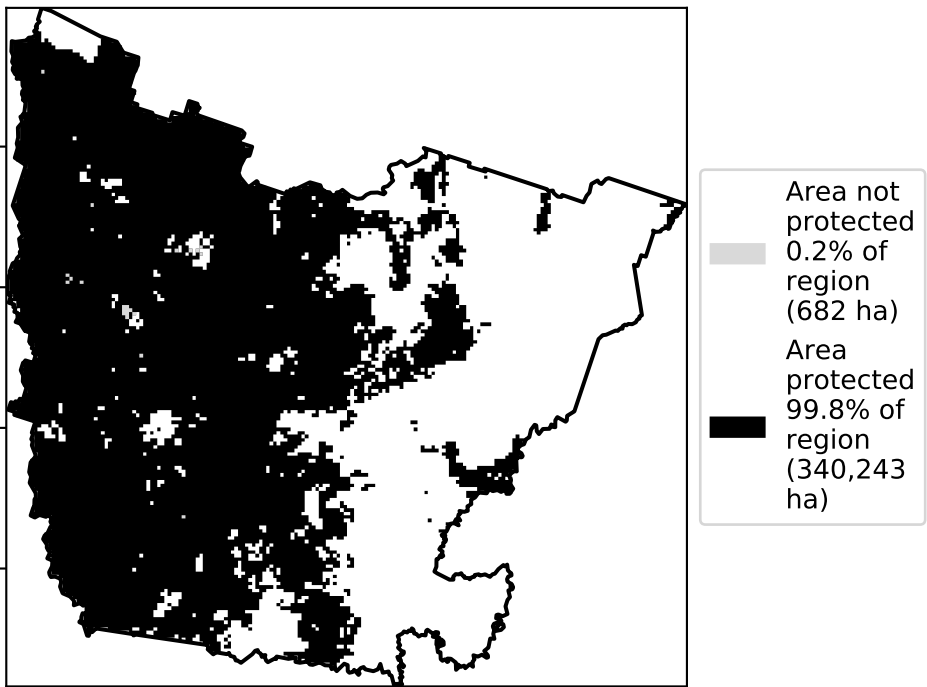 Area not
protected
0.2% of
region
(682 ha)
Area
protected
99.8% of
region
(340,243
ha)